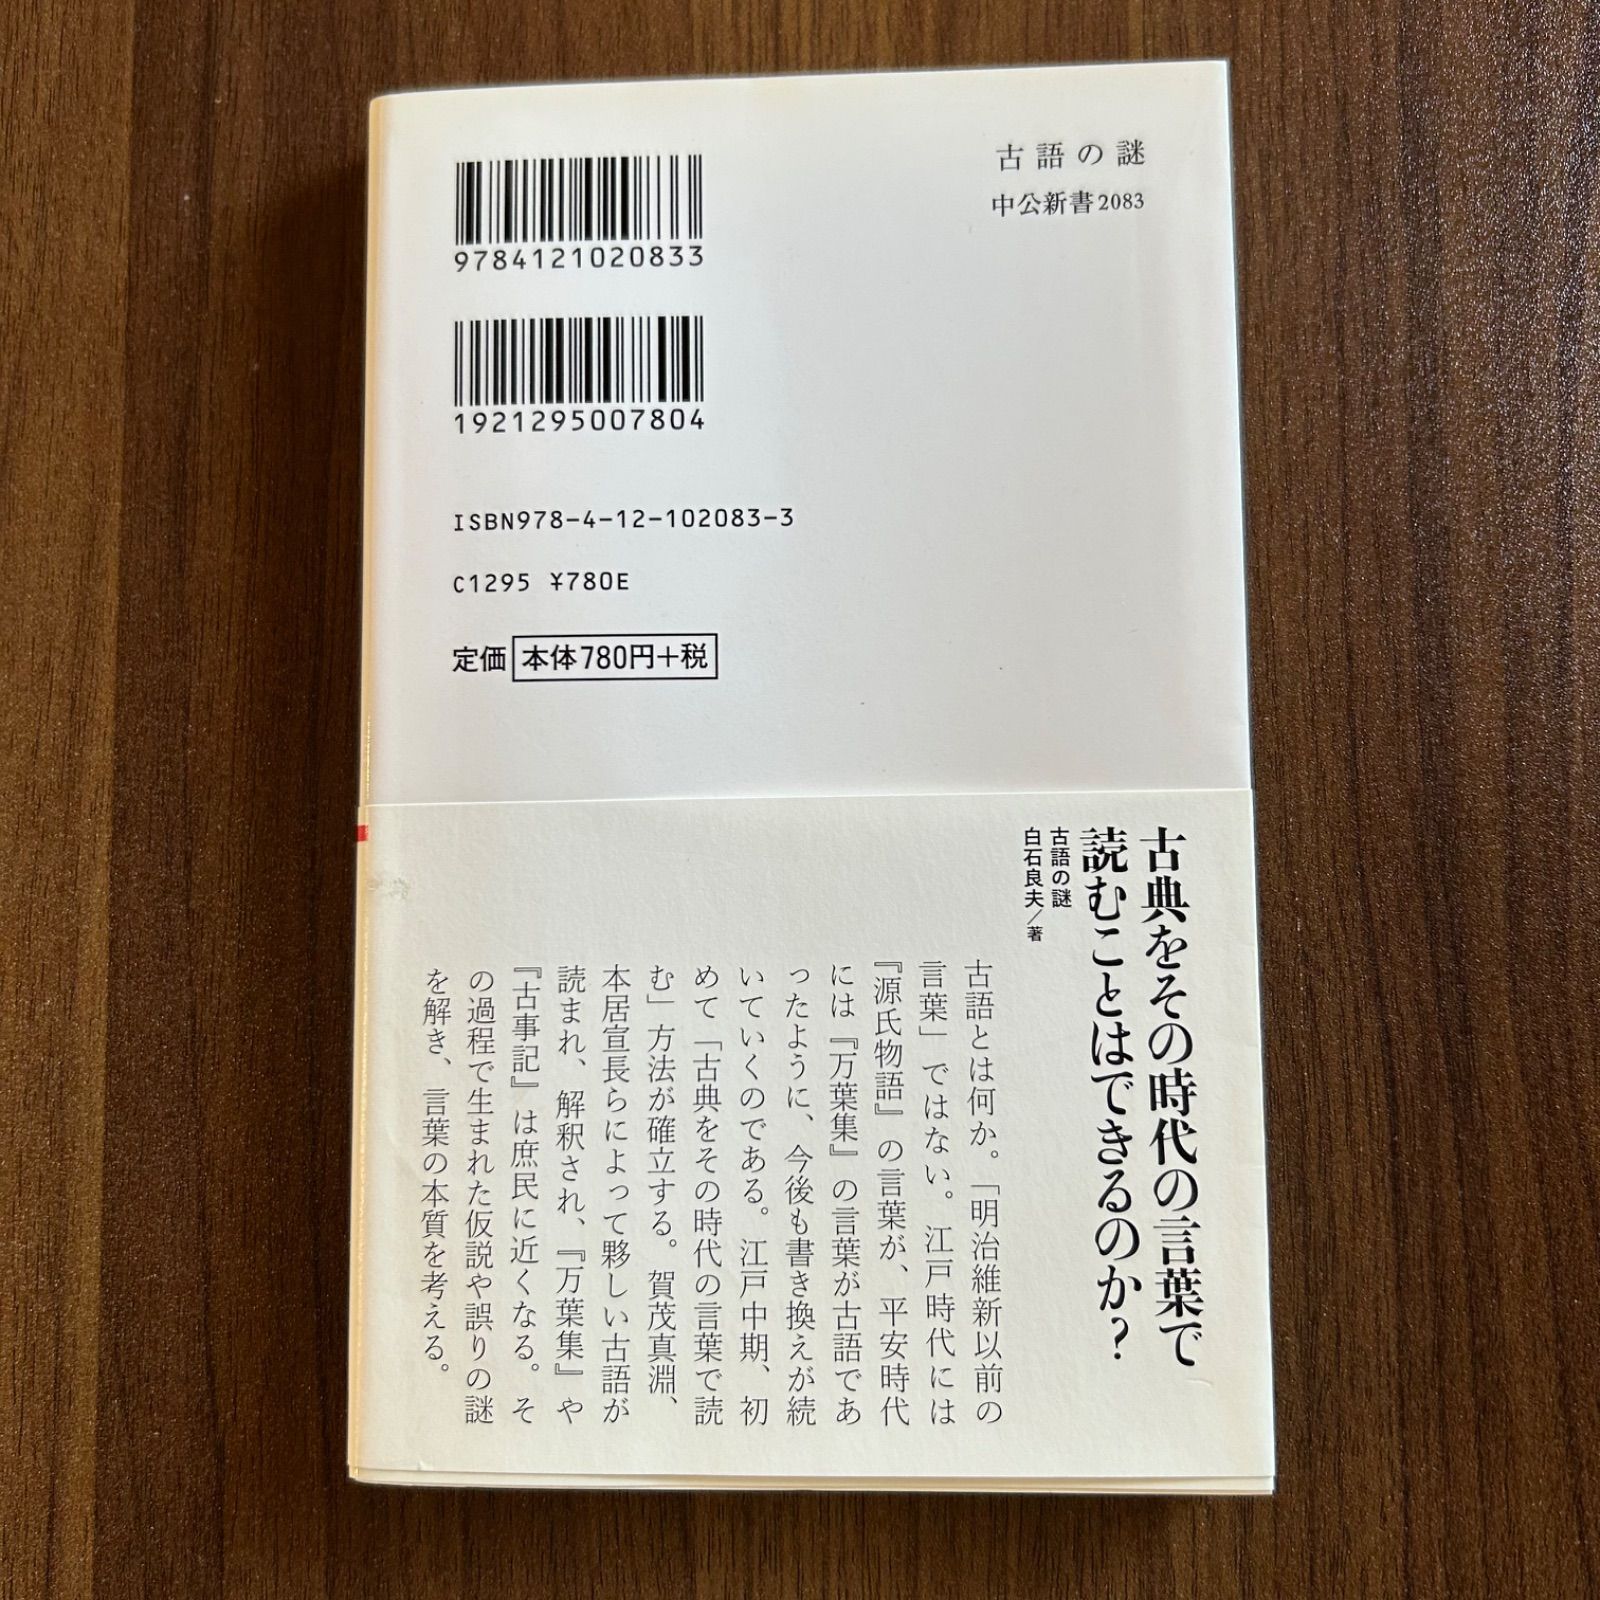 古語の謎
中公新書2083
9784121020833
1921295007804
ISBN978-4-12-102083-3
C1295 ¥780E
定価 本体780円+税
古典をその時代の言葉で
読むことはできるのか?
古語の謎
白石良夫/著
古語とは何か。「明治維新以前の
言葉」ではない。江戸時代には
『源氏物語』の言葉が、平安時代
には『万葉集』の言葉が古語であ
ったように、今後も書き換えが続
いていくのである。江戸中期、初
めて「古典をその時代の言葉で読
む」方法が確立する。賀茂真淵、
本居宣長らによって夥しい古語が
読まれ、解釈され、『万葉集』や
『古事記』は庶民に近くなる。そ
の過程で生まれた仮説や誤りの謎
を解き、言葉の本質を考える。